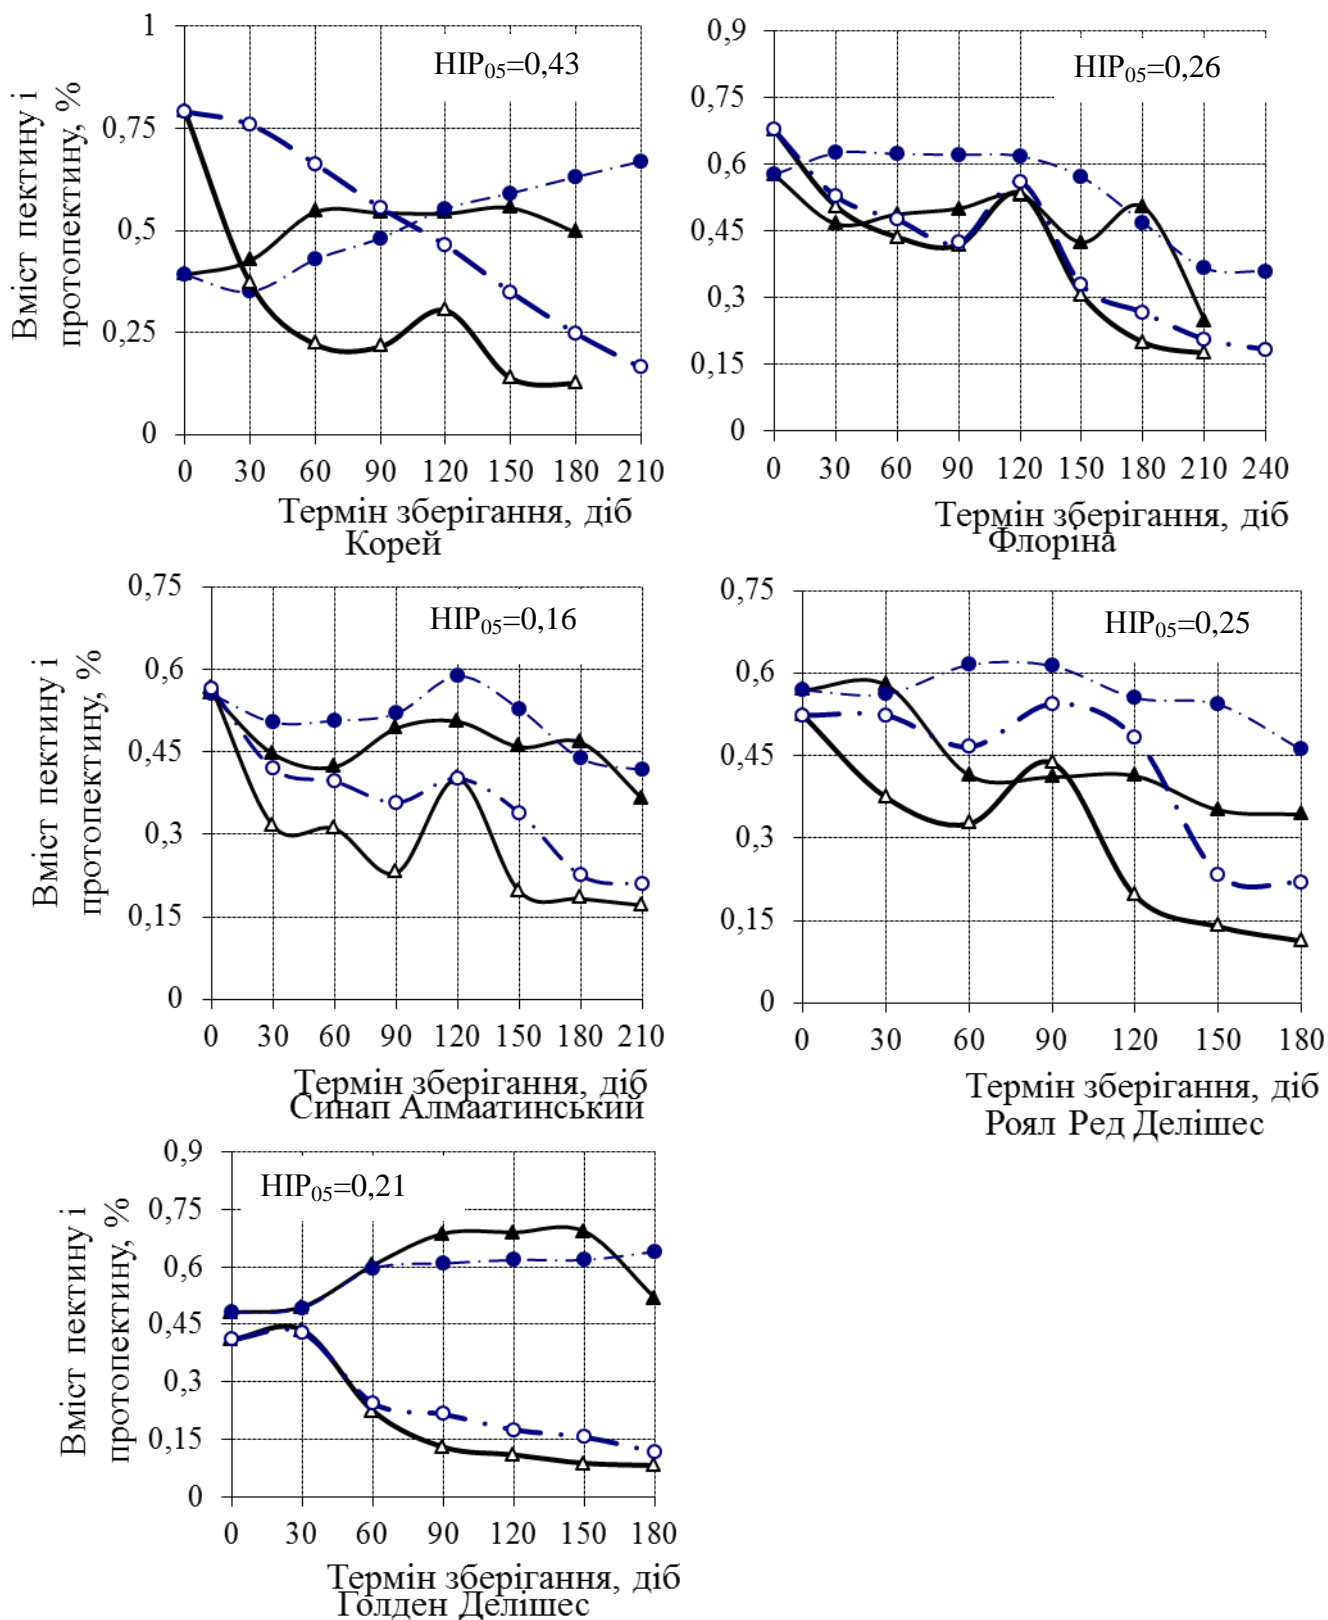 Вміст пектину і
протопектину, %
1
0,75
0,5
0,25
0
НІР05=0,43
0 30 60 90 120 150 180 210
Термін зберігання, діб
Корей
0,9
0,75
0,6
0,45
0,3
0,15
0
НІР05=0,26
0 30 60 90 120 150 180 210 240
Термін зберігання, діб
Флоріна
Вміст пектину і
протопектину, %
0,75
0,6
0,45
0,3
0,15
0
НІР05=0,16
0 30 60 90 120 150 180 210
Термін зберігання, діб
Синап Алмаатинський
0,75
0,6
0,45
0,3
0,15
0
НІР05=0,25
0 30 60 90 120 150 180
Термін зберігання, діб
Роял Ред Делішес
Вміст пектину і
протопектину, %
0,9
0,75
0,6
0,45
0,3
0,15
0
НІР05=0,21
0 30 60 90 120 150 180
Термін зберігання, діб
Голден Делішес